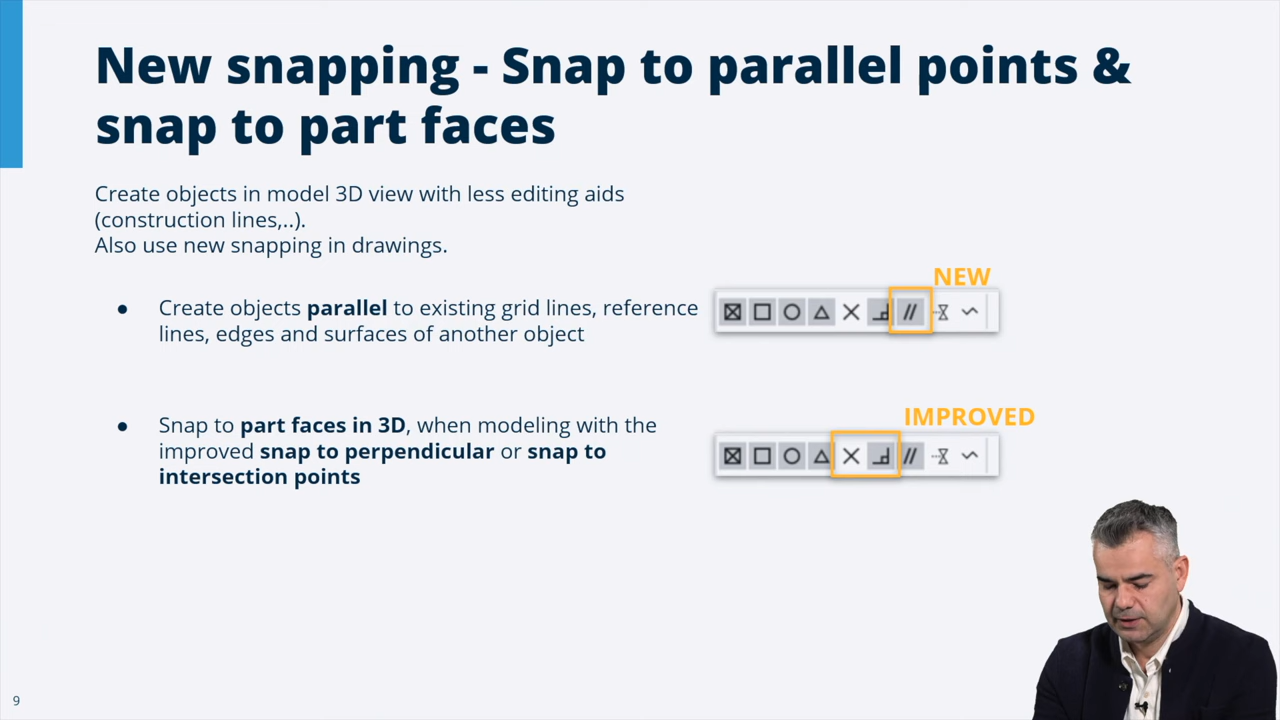 New snapping - Snap to parallel points &
snap to part faces
Create objects in model 3D view with less editing aids
(construction lines,..).
Also use new snapping in drawings.
● Create objects parallel to existing grid lines, reference
lines, edges and surfaces of another object
NEW
● Snap to part faces in 3D, when modeling with the
improved snap to perpendicular or snap to
intersection points
IMPROVED
9